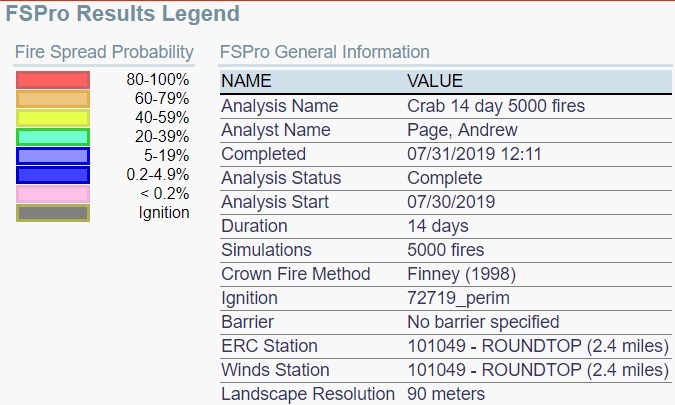 FSPro Results Legend
Fire Spread Probability
80-100%
60-79%
40-59%
20-39%
5-19%
0.2-4.9%
< 0.2%
Ignition
FSPro General Information
NAME VALUE
Analysis Name Crab 14 day 5000 fires
Analyst Name Page, Andrew
Completed 07/31/2019 12:11
Analysis Status Complete
Analysis Start 07/30/2019
Duration 14 days
Simulations 5000 fires
Crown Fire Method Finney (1998)
Ignition 72719_perim
Barrier No barrier specified
ERC Station 101049 - ROUNDTOP (2.4 miles)
Winds Station 101049 - ROUNDTOP (2.4 miles)
Landscape Resolution 90 meters